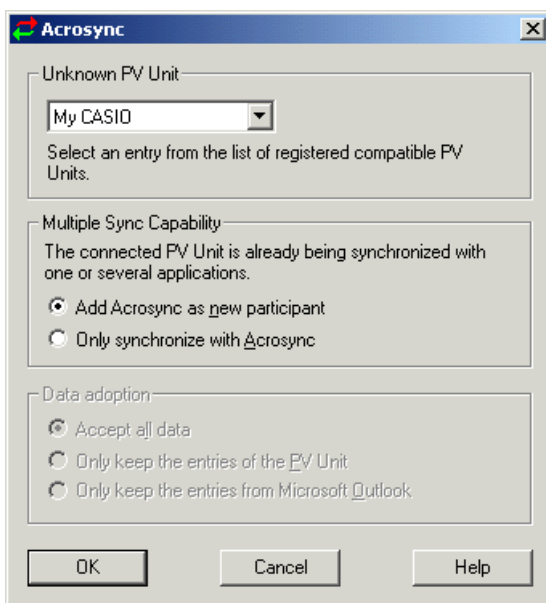 Acrosync
Unknown PV Unit
My CASIO
Select an entry from the list of registered compatible PV
Units.
Multiple Sync Capability
The connected PV Unit is already being synchronized with
one or several applications.
Add Acrosync as new participant
Only synchronize with Acrosync
Data adoption
Accept all data
Only keep the entries of the PV Unit
Only keep the entries from Microsoft Outlook
OK Cancel Help